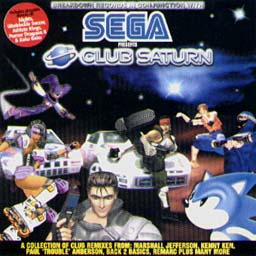 BREAKDOWN RECORDS IN CONJUNCTION WITH
SEGA
PRESENTS
CLUB SATURN
A COLLECTION OF CLUB REMIXES FROM: MARSHALL JEFFERSON, KENNY KEN,
PAUL "TROUBLE" ANDERSON, BACK 2 BASICS, REMARC PLUS MANY MORE